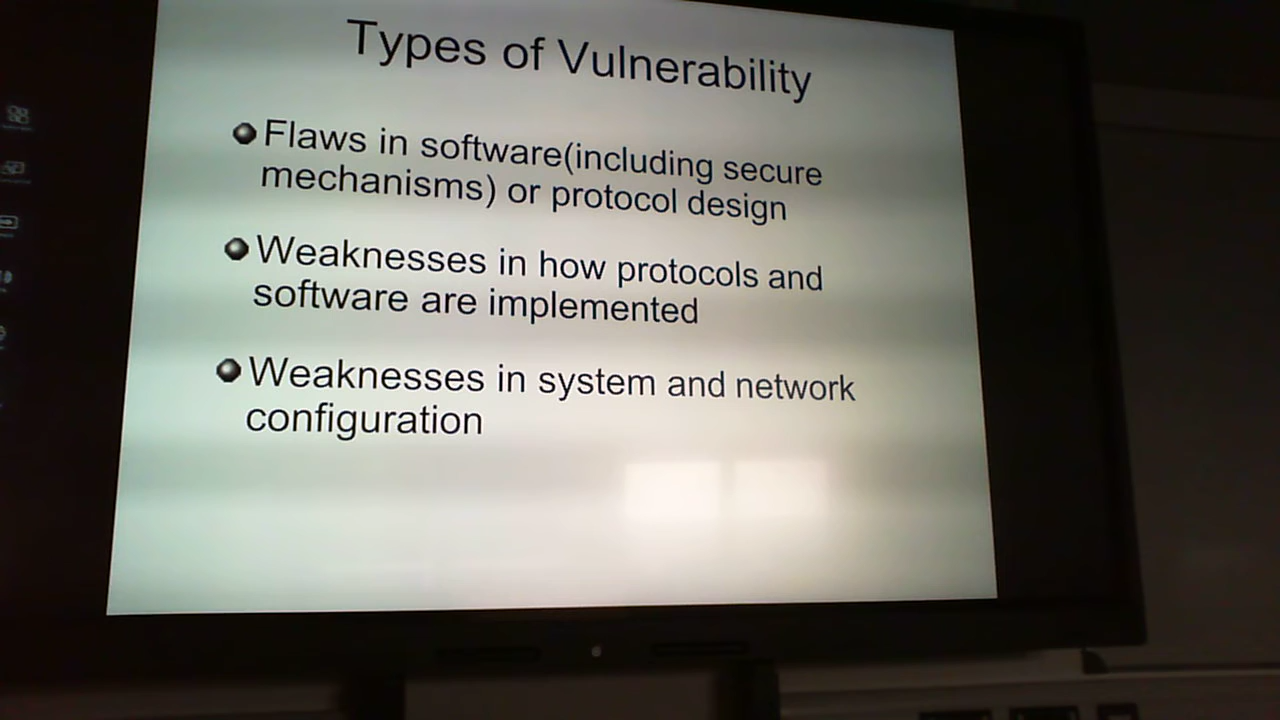 Types of Vulnerability
Flaws in software(including secure
mechanisms) or protocol design
Weaknesses in how protocols and
software are implemented
Weaknesses in system and network
configuration